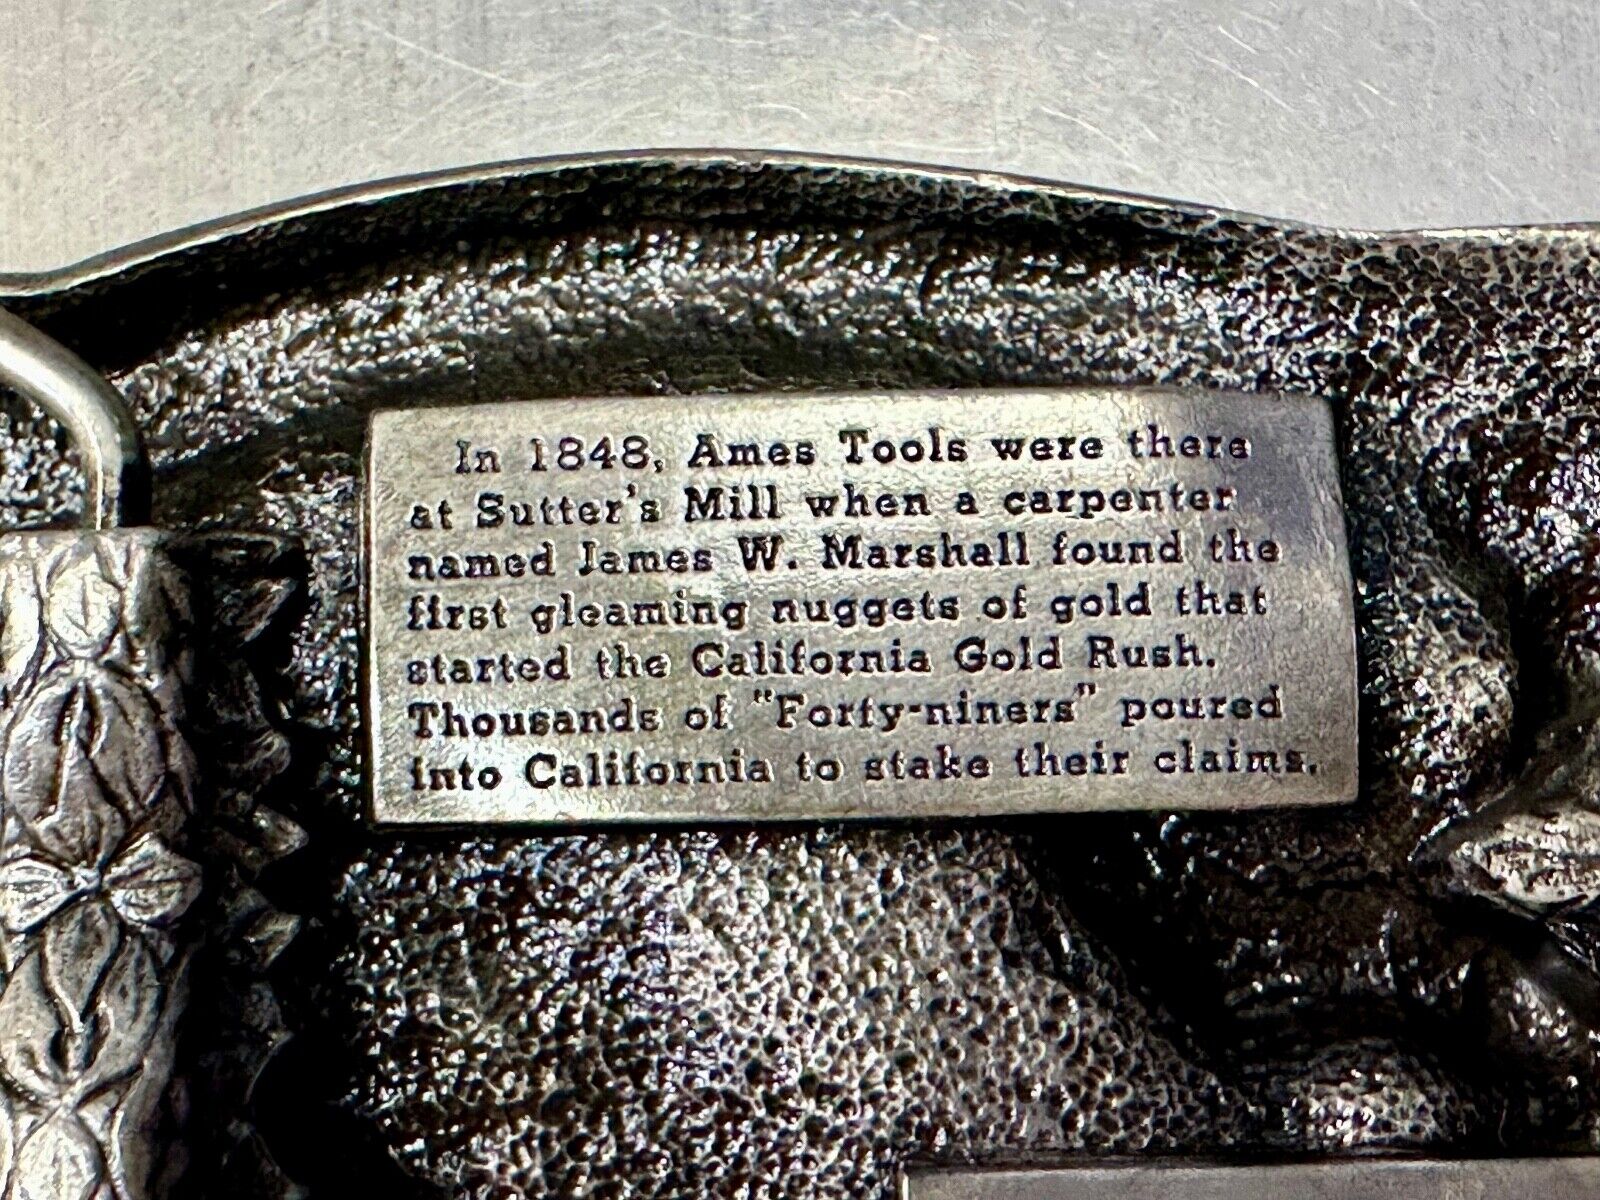 In 1848, Ames Tools were there
at Sutter's Mill when a carpenter
named James W. Marshall found the
first gleaming nuggets of gold that
started the California Gold Rush.
Thousands of "Forty-niners" poured
into California to stake their claims.